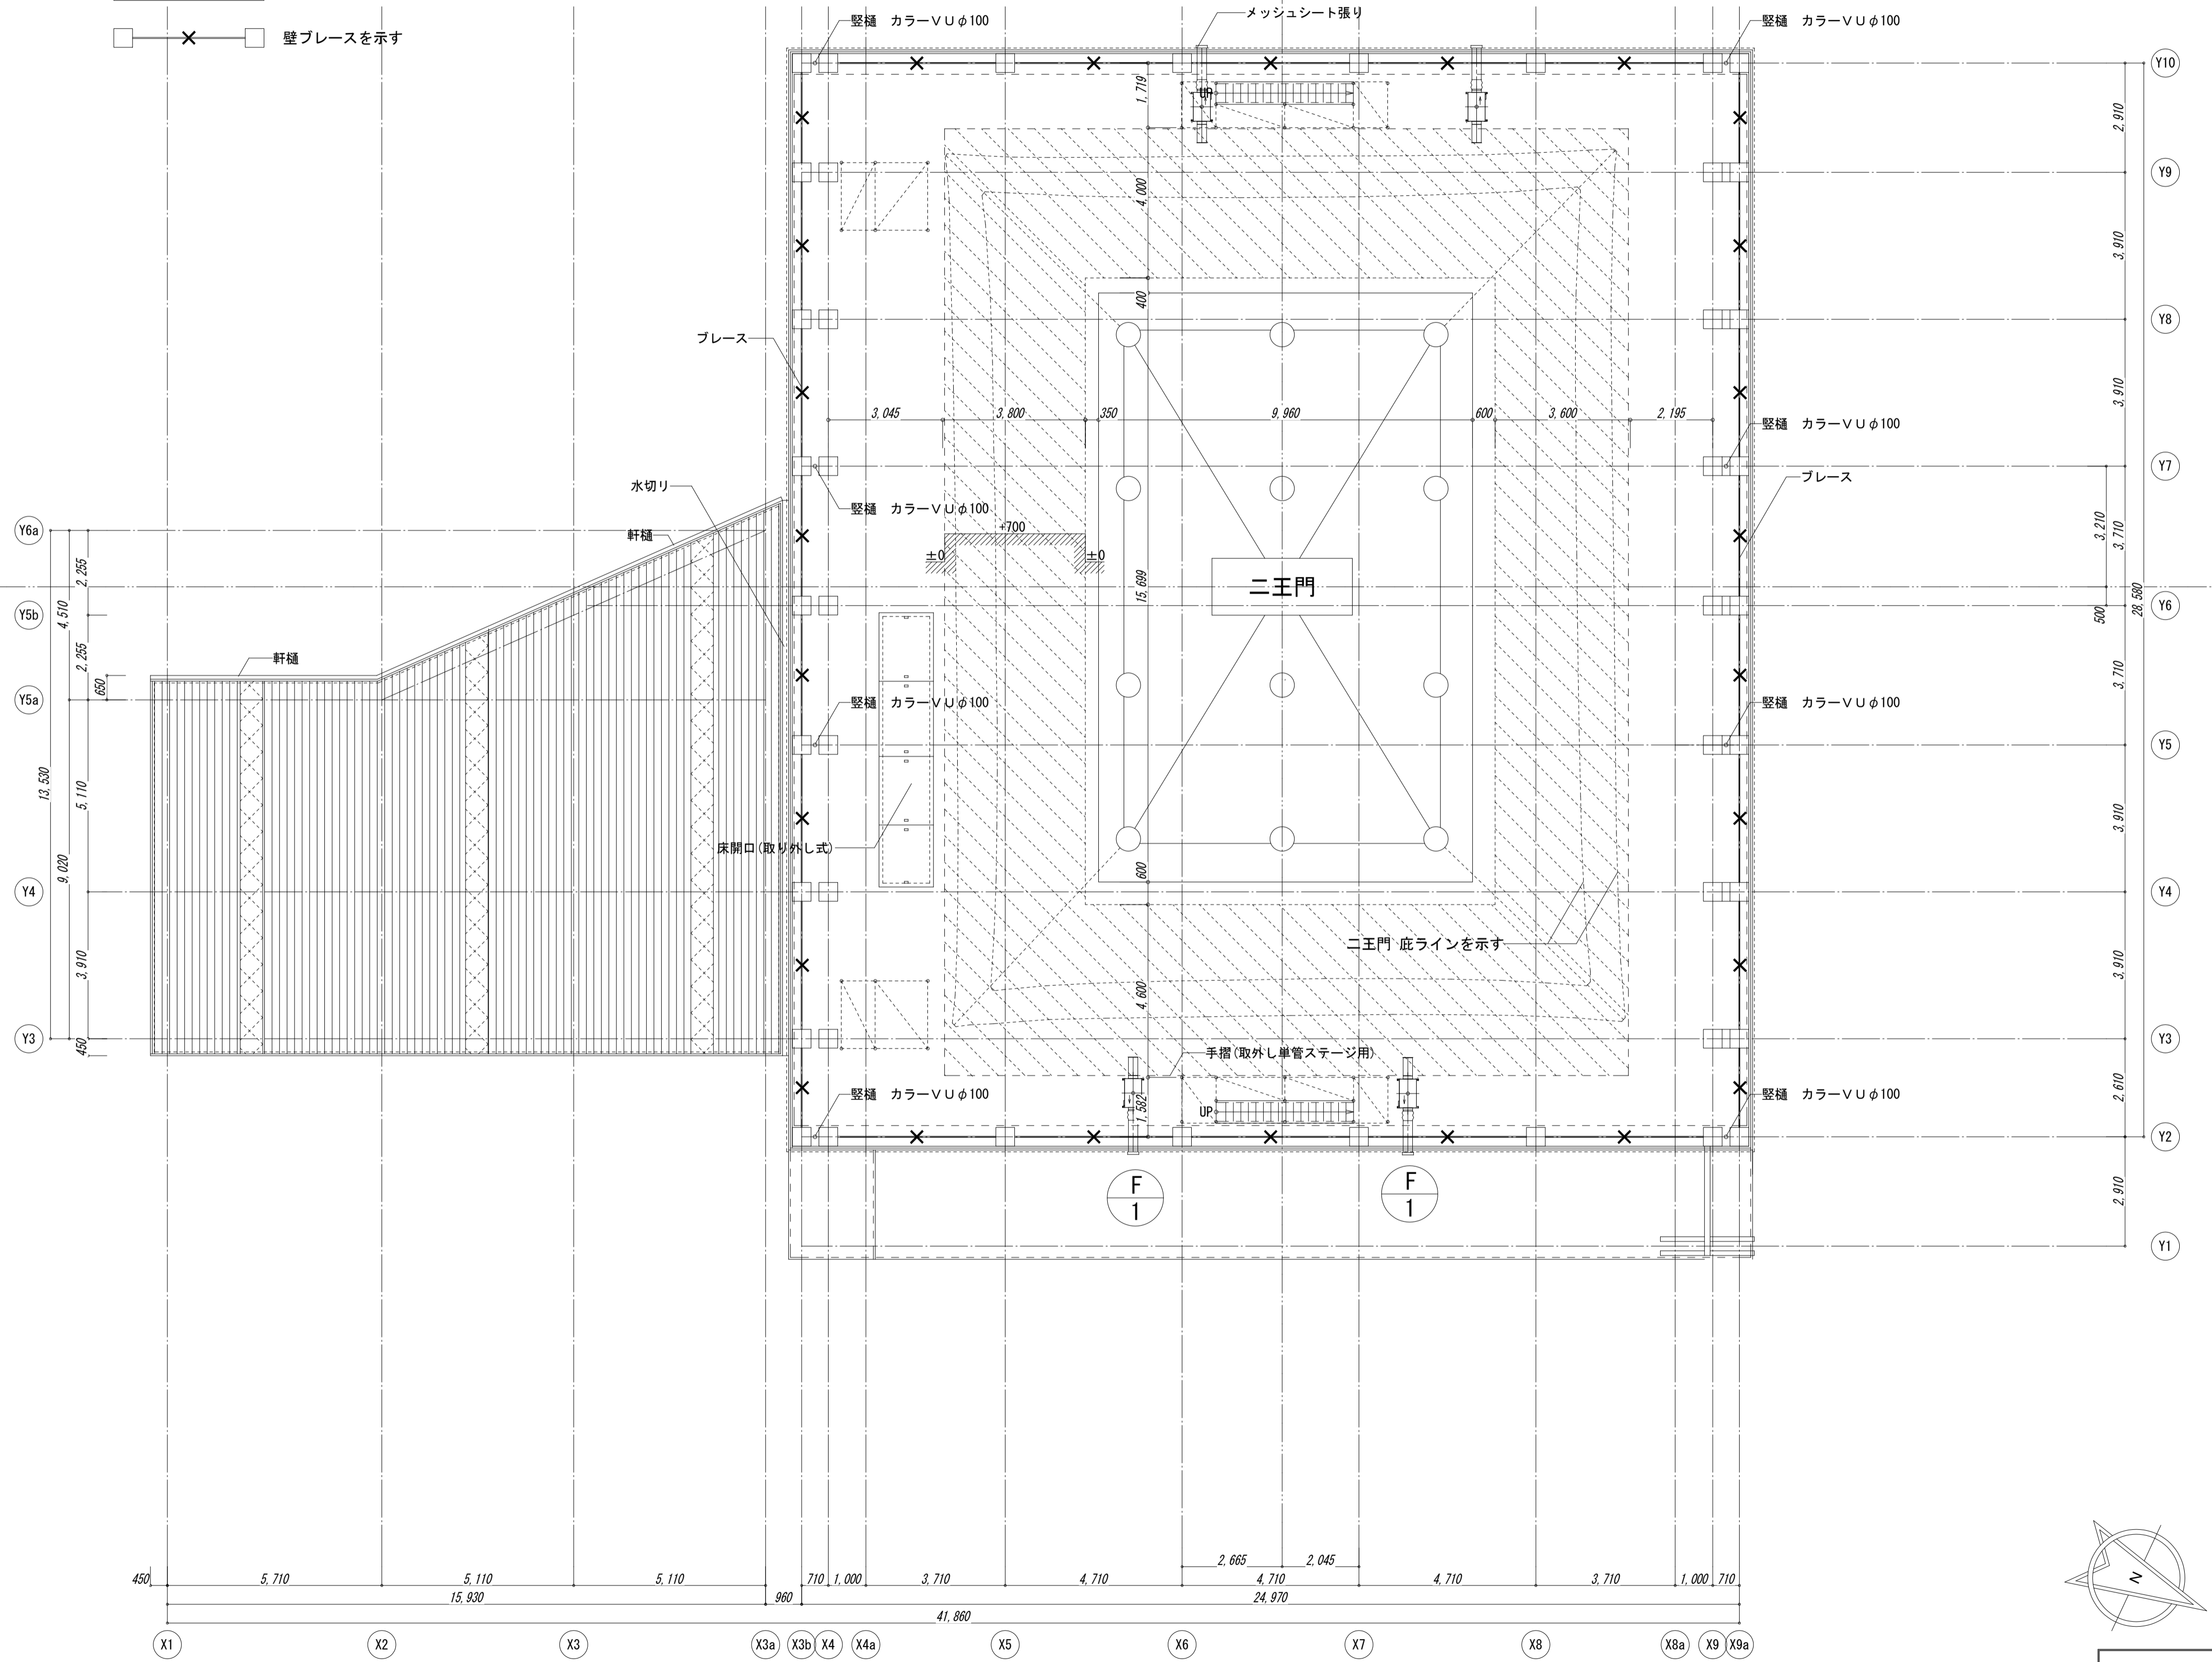 壁ブレースを示す
竪樋　カラーＶＵφ100
メッシュシート張り
竪樋　カラーＶＵφ100
Y10
1,719
UP
2,910
Y9
4,000
3,910
400
Y8
ブレース
3,910
3,045
3,800
350
9,960
600
3,600
2,195
竪樋　カラーＶＵφ100
Y7
水切リ
ブレース
竪樋　カラーＶＵφ100
軒樋
+700
±0
±0
3,210
3,710
Y6a
2,255
15,699
二王門
28,580
Y5b
4,510
500
Y6
2,255
軒樋
650
3,710
Y5a
竪樋　カラーＶＵφ100
竪樋　カラーＶＵφ100
Y5
13,530
5,110
3,910
床開口(取り外し式)
9,020
600
Y4
Y4
二王門 庇ラインを示す
3,910
4,600
3,910
450
Y3
Y3
手摺(取外し単管ステージ用)
2,610
竪樋　カラーＶＵφ100
1,582
UP
竪樋　カラーＶＵφ100
Y2
F
1
F
1
2,910
Y1
2,665
2,045
N
450
5,710
5,110
5,110
710
1,000
3,710
4,710
4,710
4,710
3,710
1,000
710
15,930
960
24,970
41,860
X1
X2
X3
X3a
X3b
X4
X4a
X5
X6
X7
X8
X8a
X9
X9a